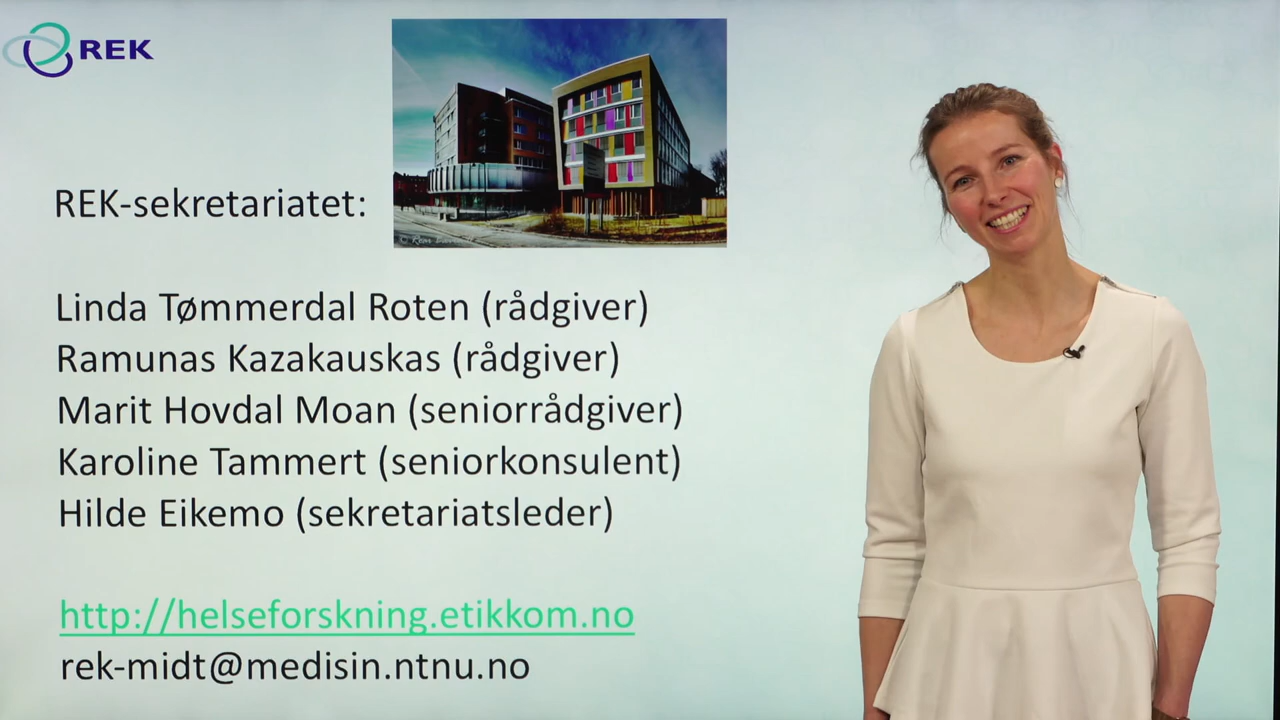 REK
REK-sekretariatet:
Linda Tømmerdal Roten (rådgiver)
Ramunas Kazakauskas (rådgiver)
Marit Hovdal Moan (seniorrådgiver)
Karoline Tammert (seniorkonsulent)
Hilde Eikemo (sekretariatsleder)
http://helseforskning.etikkom.no
rek-midt@medisin.ntnu.no